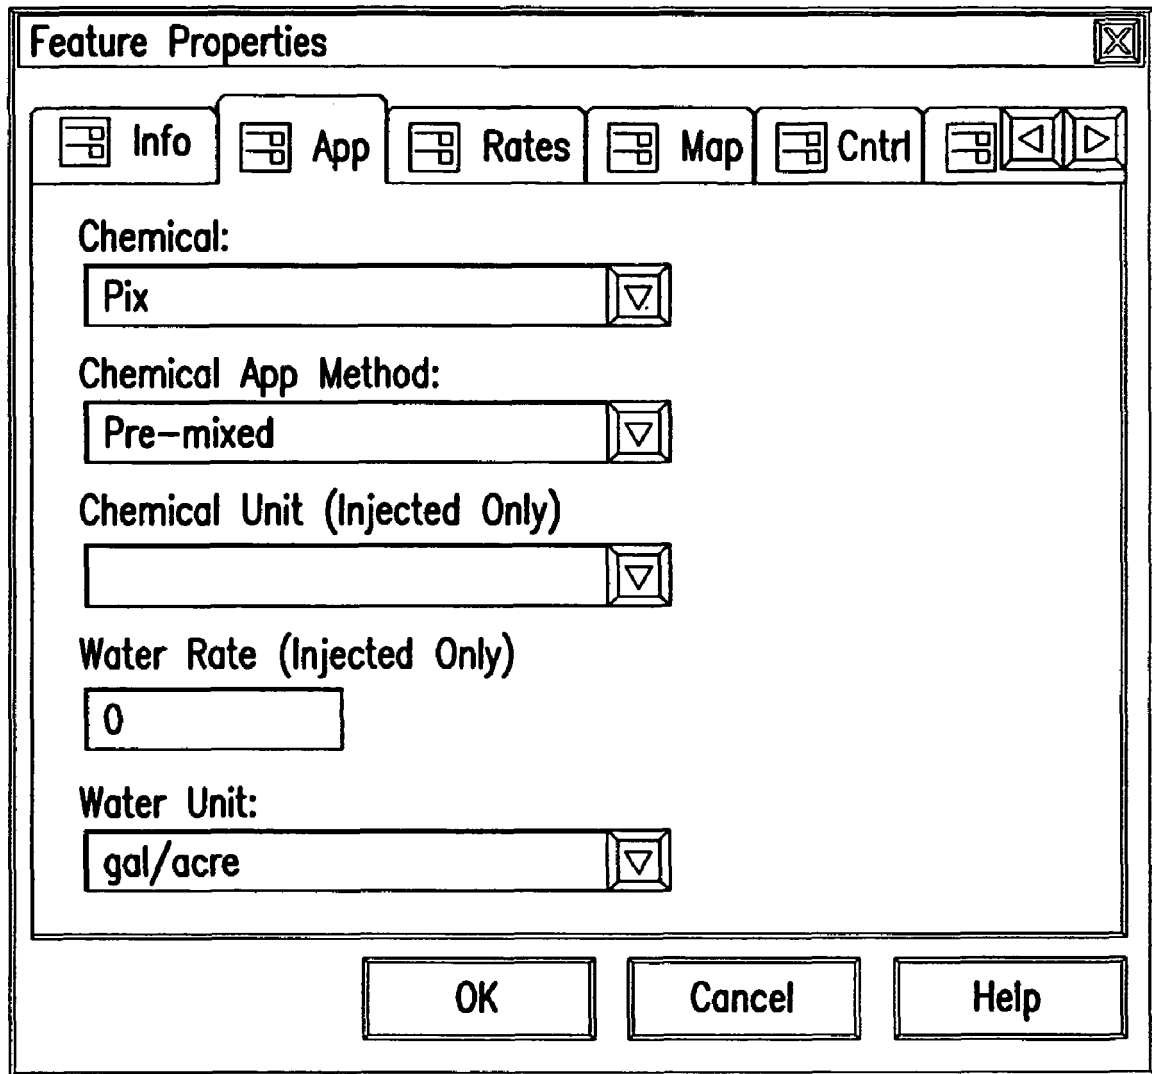 Feature Properties
Info App Rates Map Cntrl
Chemical:
Pix
Chemical App Method:
Pre-mixed
Chemical Unit (Injected Only)
Water Rate (Injected Only)
0
Water Unit:
gal/acre
OK Cancel Help